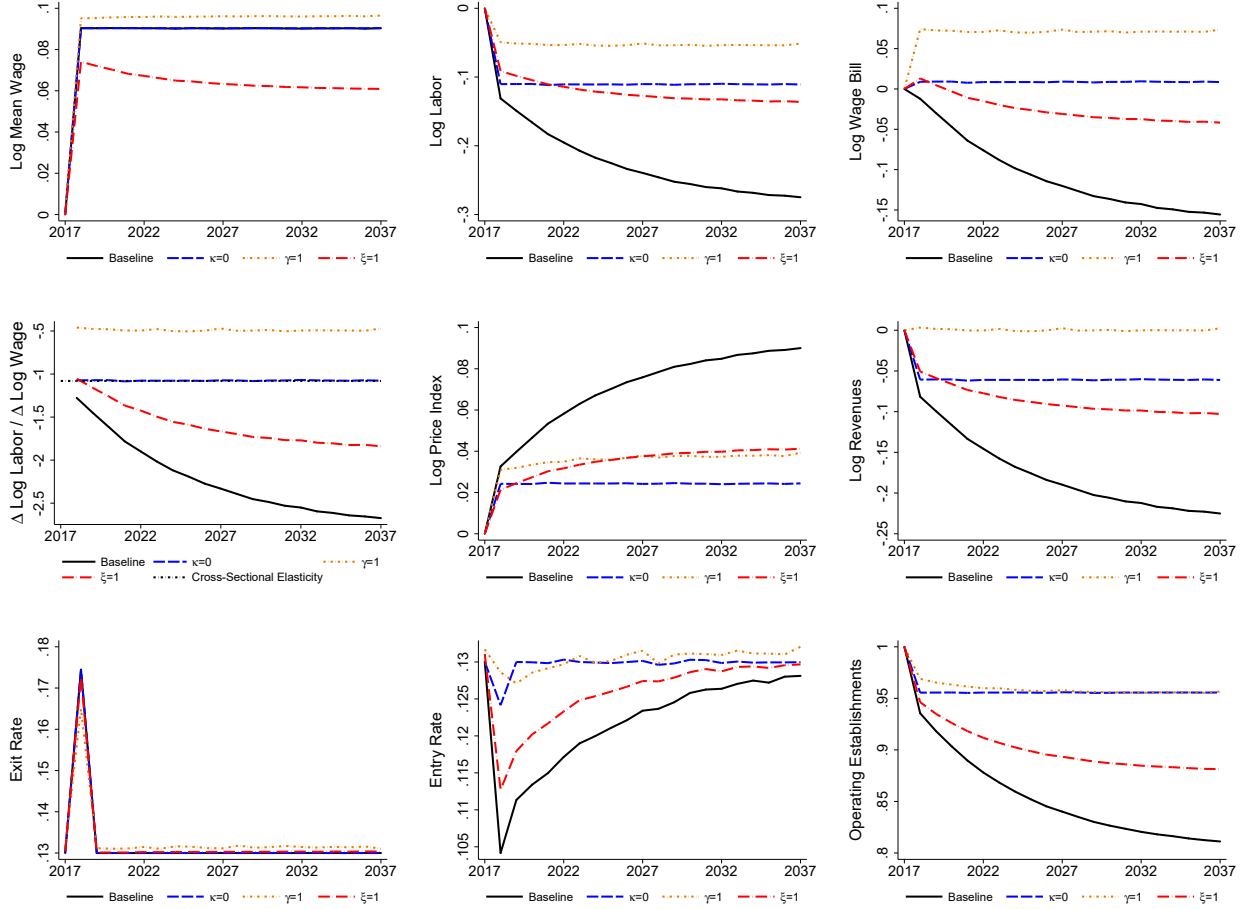 Log Mean Wage
.1
.08
.06
.04
.02
0
2017 2022 2027 2032 2037
Baseline κ=0 γ=1 ξ=1
Log Labor
0
-.1
-.2
-.3
2017 2022 2027 2032 2037
Baseline κ=0 γ=1 ξ=1
Log Wage Bill
.1
.05
0
-.05
-.1
-.15
2017 2022 2027 2032 2037
Baseline κ=0 γ=1 ξ=1
Δ Log Labor / Δ Log Wage
-.5
-1
-1.5
-2
-2.5
2017 2022 2027 2032 2037
Baseline κ=0 γ=1
ξ=1 Cross-Sectional Elasticity
Log Price Index
.1
.08
.06
.04
.02
0
2017 2022 2027 2032 2037
Baseline κ=0 γ=1 ξ=1
Log Revenues
0
-.05
-.1
-.15
-.2
-.25
2017 2022 2027 2032 2037
Baseline κ=0 γ=1 ξ=1
Exit Rate
.18
.17
.16
.15
.14
.13
2017 2022 2027 2032 2037
Baseline κ=0 γ=1 ξ=1
Entry Rate
.13
.125
.12
.115
.11
.105
2017 2022 2027 2032 2037
Baseline κ=0 γ=1 ξ=1
Operating Establishments
1
.95
.9
.85
.8
2017 2022 2027 2032 2037
Baseline κ=0 γ=1 ξ=1